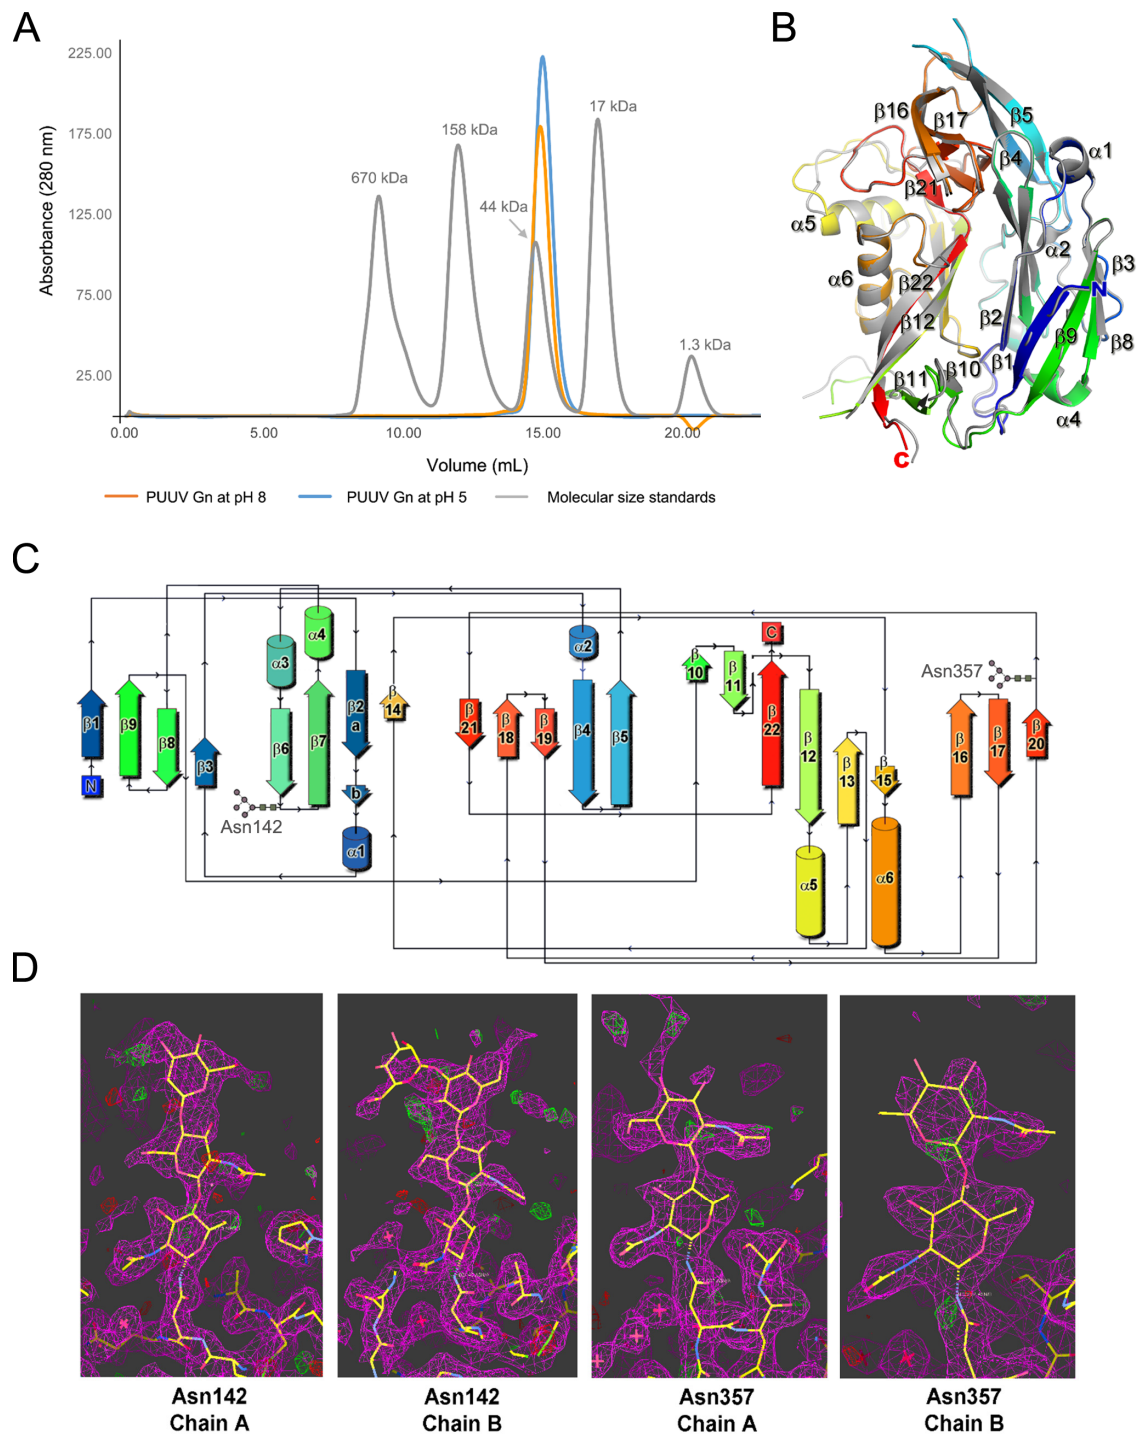 A
B
225.00
175.00
125.00
75.00
25.00
Absorbance (280 nm)
670 kDa
158 kDa
44 kDa
17 kDa
1.3 kDa
0.00
5.00
10.00
15.00
20.00
Volume (mL)
PUUV Gn at pH 8
PUUV Gn at pH 5
Molecular size standards
β16
β17
β5
β4
α1
β21
α5
α2
β3
α6
β22
N
β12
β2
β9
β8
β1
β10
β11
α4
C
C
α4
α3
α2
C
β10
β11
Asn357
β1
β9
β8
β3
β6
β7
β2
a
b
β14
β21
β18
β19
β4
β5
β22
β12
β13
β15
β16
β17
β20
N
Asn142
α1
α5
α6
D
Asn142
Chain A
Asn142
Chain B
Asn357
Chain A
Asn357
Chain B